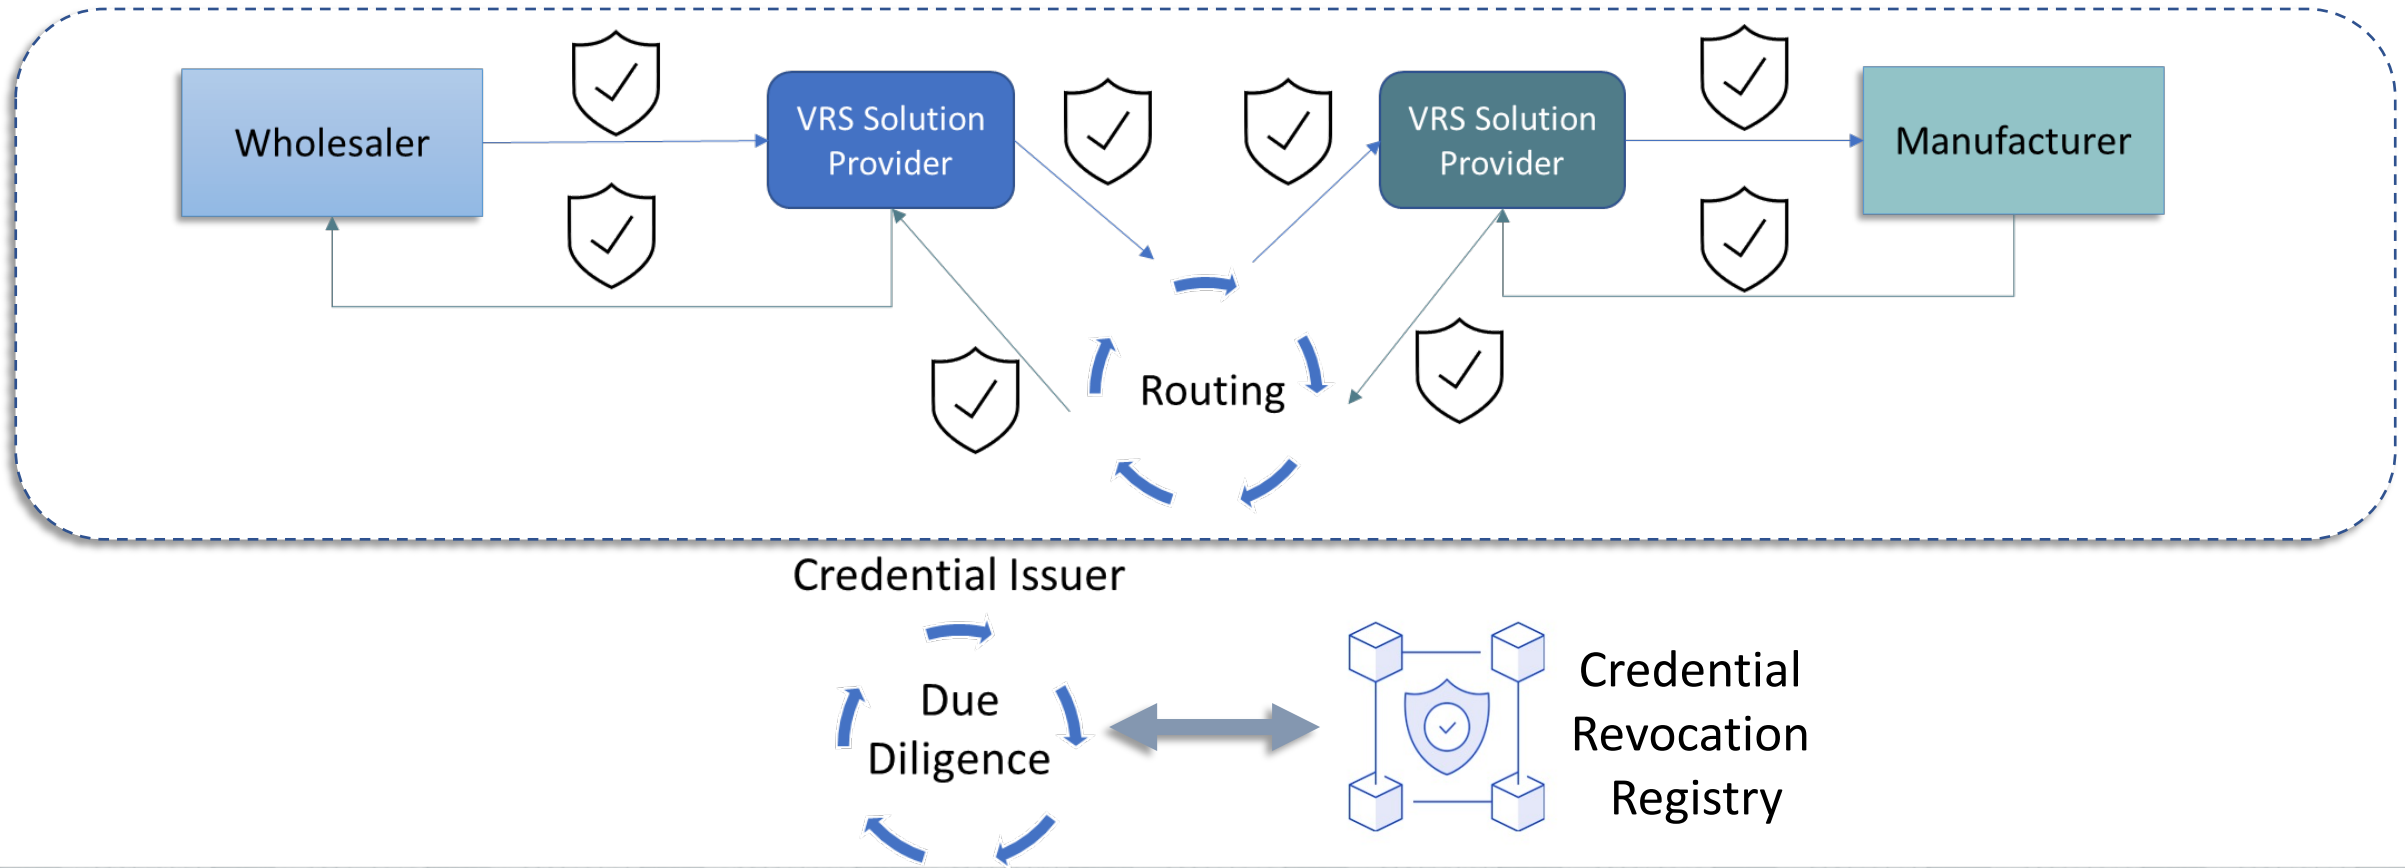 Wholesaler
VRS Solution
Provider
VRS Solution
Provider
Manufacturer
Routing
Credential Issuer
Due
Diligence
Credential
Revocation
Registry